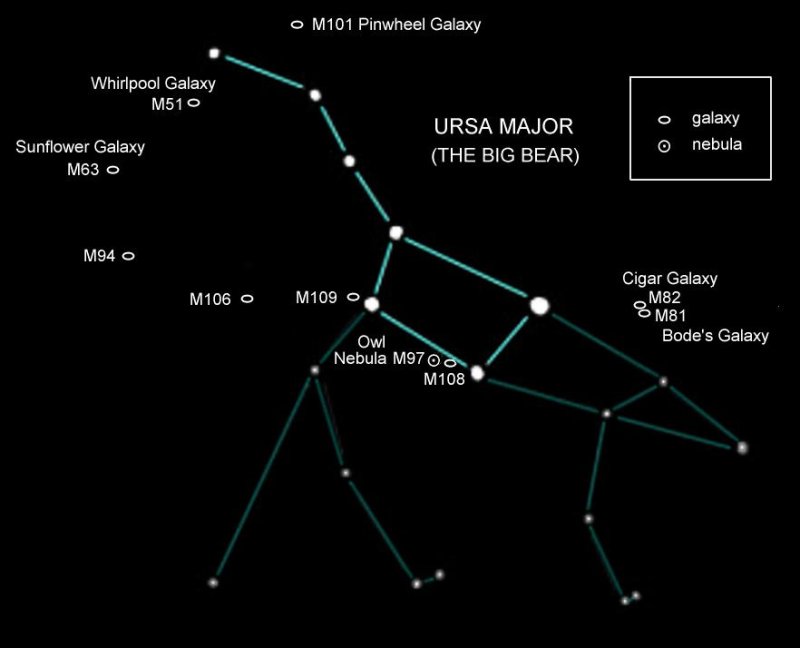 M101 Pinwheel Galaxy
Whirlpool Galaxy
M51
URSA MAJOR
(THE BIG BEAR)
galaxy
nebula
Sunflower Galaxy
M63
M94
M106
M109
Cigar Galaxy
M82
M81
Bode's Galaxy
Owl
Nebula M97
M108